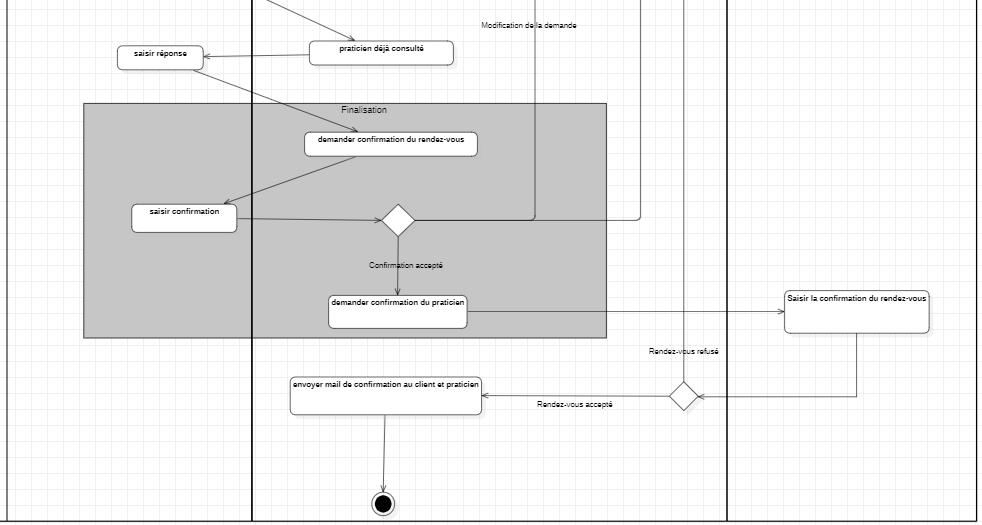 Modification de la demande
praticien déjà consulté
saisir réponse
Finalisation
demander confirmation du rendez-vous
saisir confirmation
Confirmation accepté
demander confirmation du praticien
Saisir la confirmation du rendez-vous
Rendez-vous refusé
envoyer mail de confirmation au client et praticien
Rendez-vous accepté